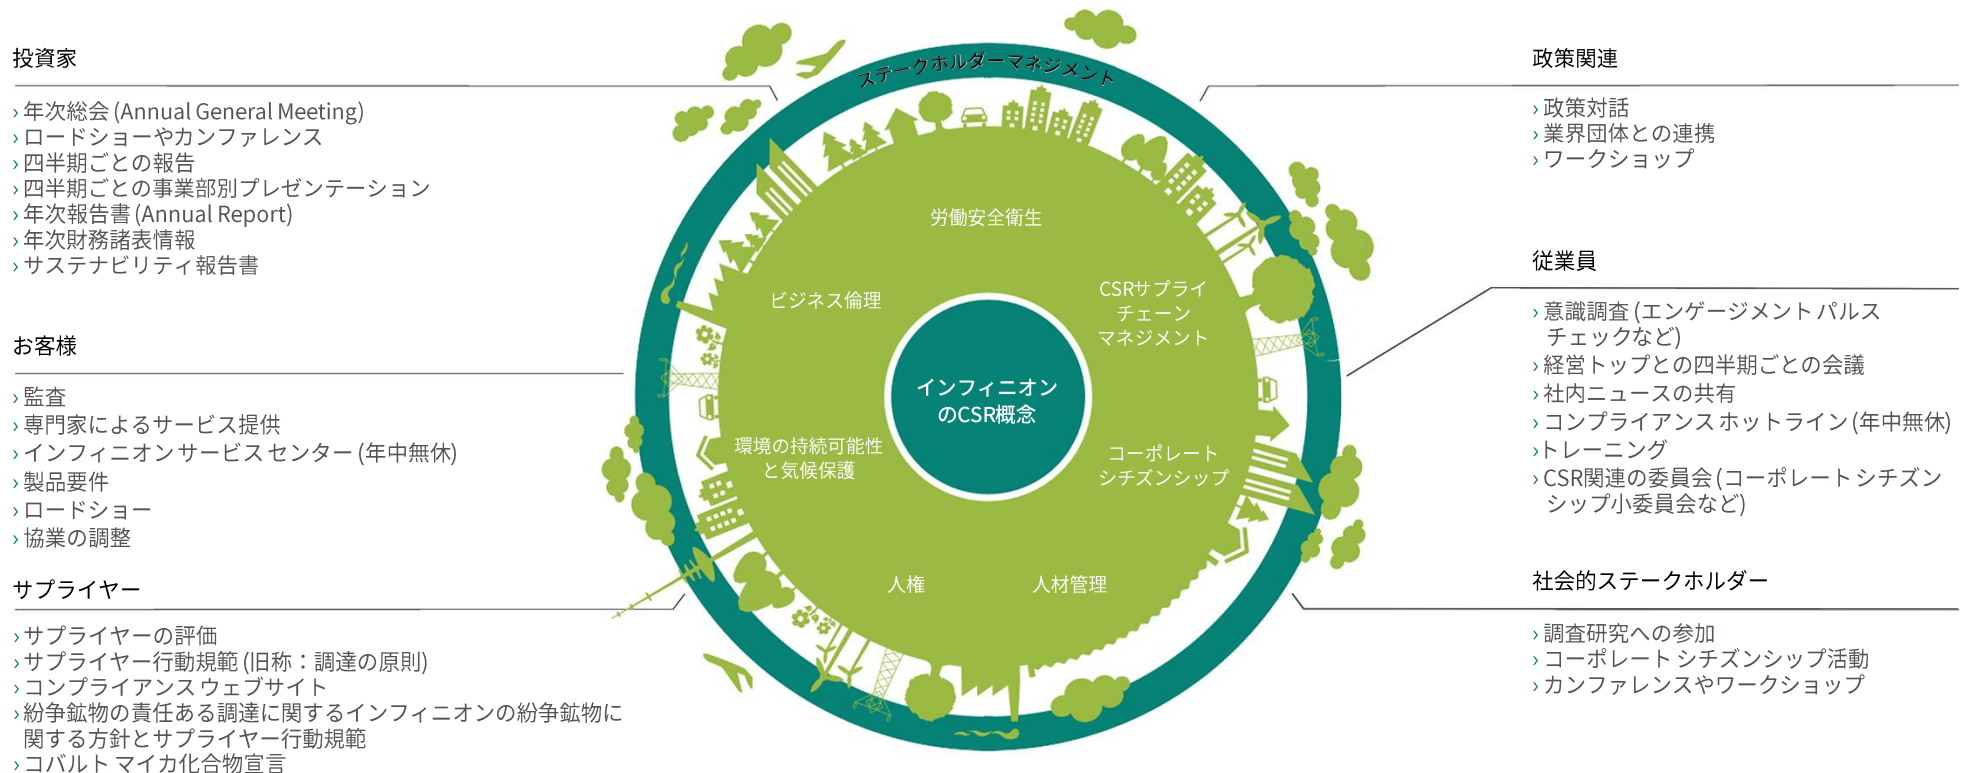 投資家
› 年次総会 (Annual General Meeting)
› ロードショーやカンファレンス
› 四半期ごとの報告
› 四半期ごとの事業部別プレゼンテーション
› 年次報告書 (Annual Report)
› 年次財務諸表情報
› サステナビリティ報告書
お客様
› 監査
› 専門家によるサービス提供
› インフィニオン サービス センター (年中無休)
› 製品要件
› ロードショー
› 協業の調整
サプライヤー
› サプライヤーの評価
› サプライヤー行動規範 (旧称：調達の原則)
› コンプライアンス ウェブサイト
› 紛争鉱物の責任ある調達に関するインフィニオンの紛争鉱物に
関する方針とサプライヤー行動規範
› コバルト マイカ化合物宣言
ステークホルダーマネジメント
労働安全衛生
ビジネス倫理
CSRサプライ
チェーン
マネジメント
インフィニオン
のCSR概念
環境の持続可能性
と気候保護
コーポレート
シチズンシップ
人権
人材管理
政策関連
› 政策対話
› 業界団体との連携
› ワークショップ
従業員
› 意識調査 (エンゲージメント パルス
チェックなど)
› 経営トップとの四半期ごとの会議
› 社内ニュースの共有
› コンプライアンス ホットライン (年中無休)
›トレーニング
› CSR関連の委員会 (コーポレート シチズン
シップ小委員会など)
社会的ステークホルダー
› 調査研究への参加
› コーポレート シチズンシップ活動
› カンファレンスやワークショップ